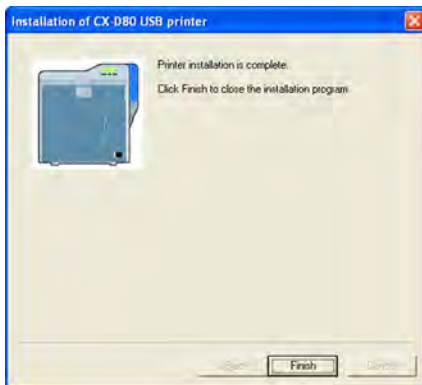 Installation of CX-D80 USB printer
Printer installation is complete.
Click Finish to close the installation program
Finish